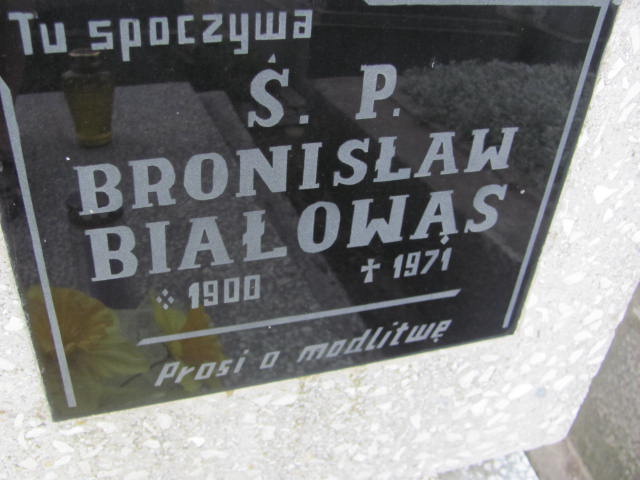 Tu spoczywa
Ś. P.
BRONISŁAW
BIAŁOWĄS
1900 ✝ 1971
Prosi o modlitwę